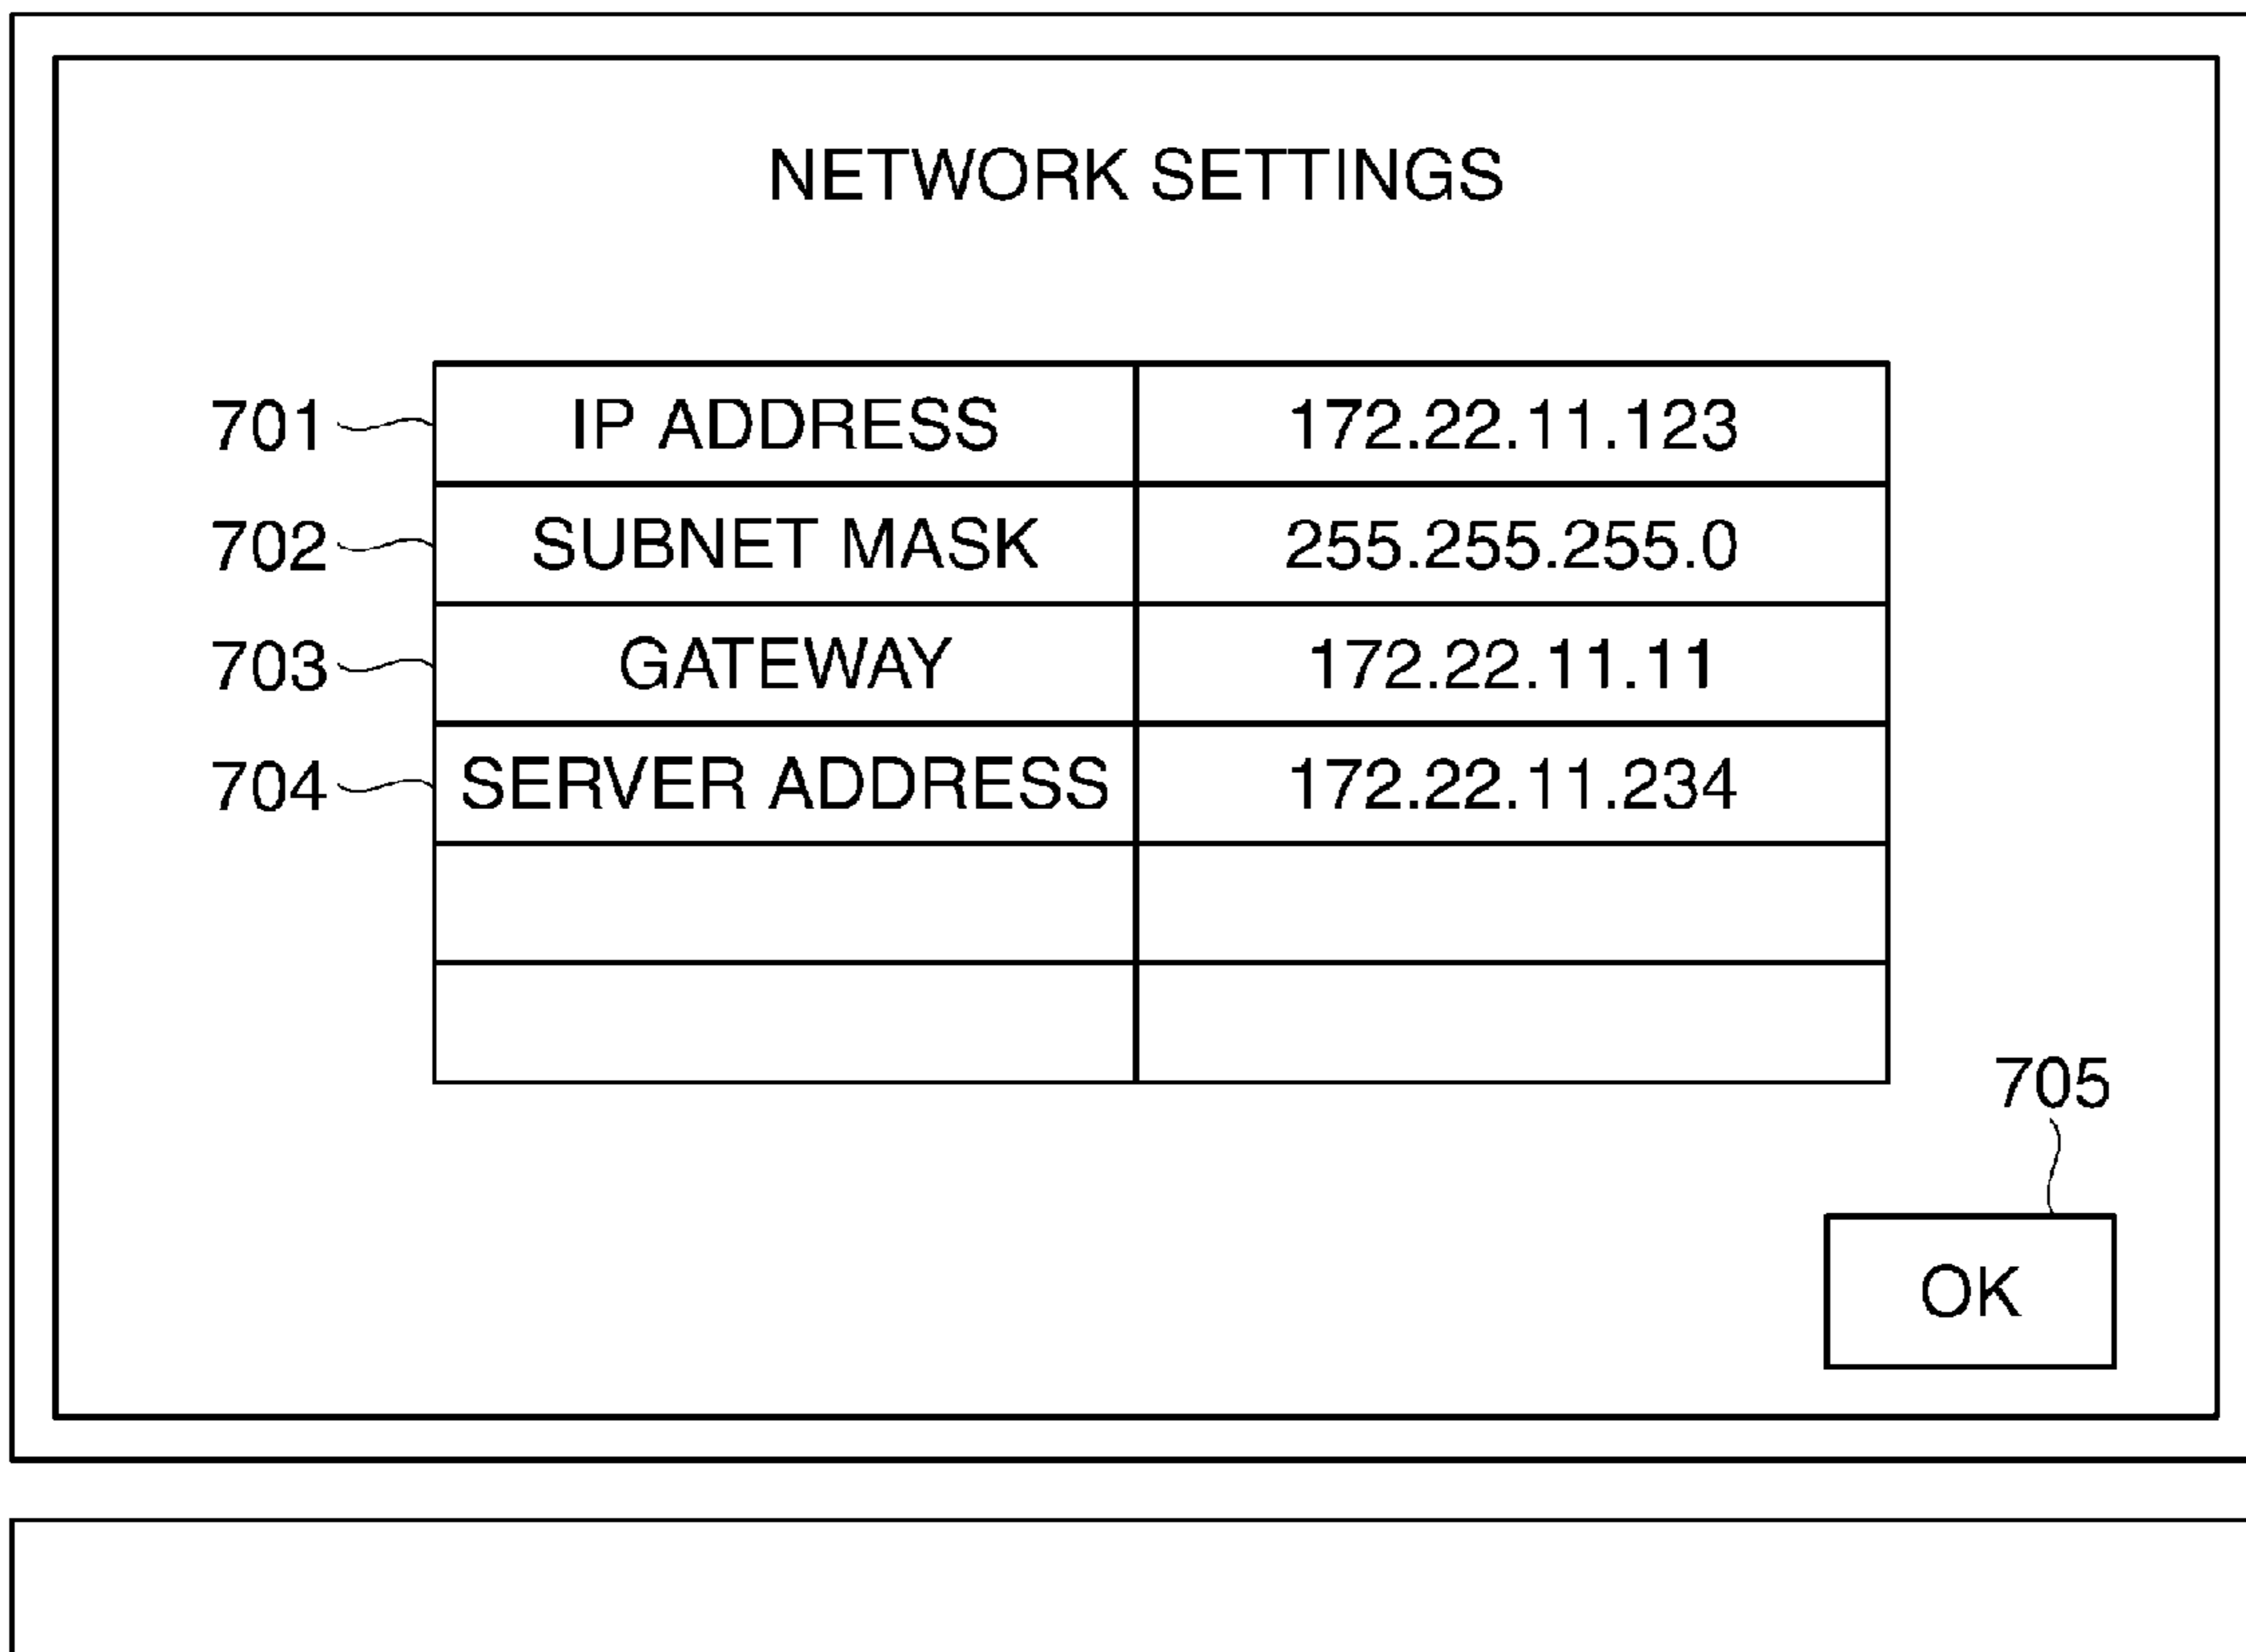 NETWORK SETTINGS
701 IP ADDRESS 172.22.11.123
702 SUBNET MASK 255.255.255.0
703 GATEWAY 172.22.11.11
704 SERVER ADDRESS 172.22.11.234
705
OK